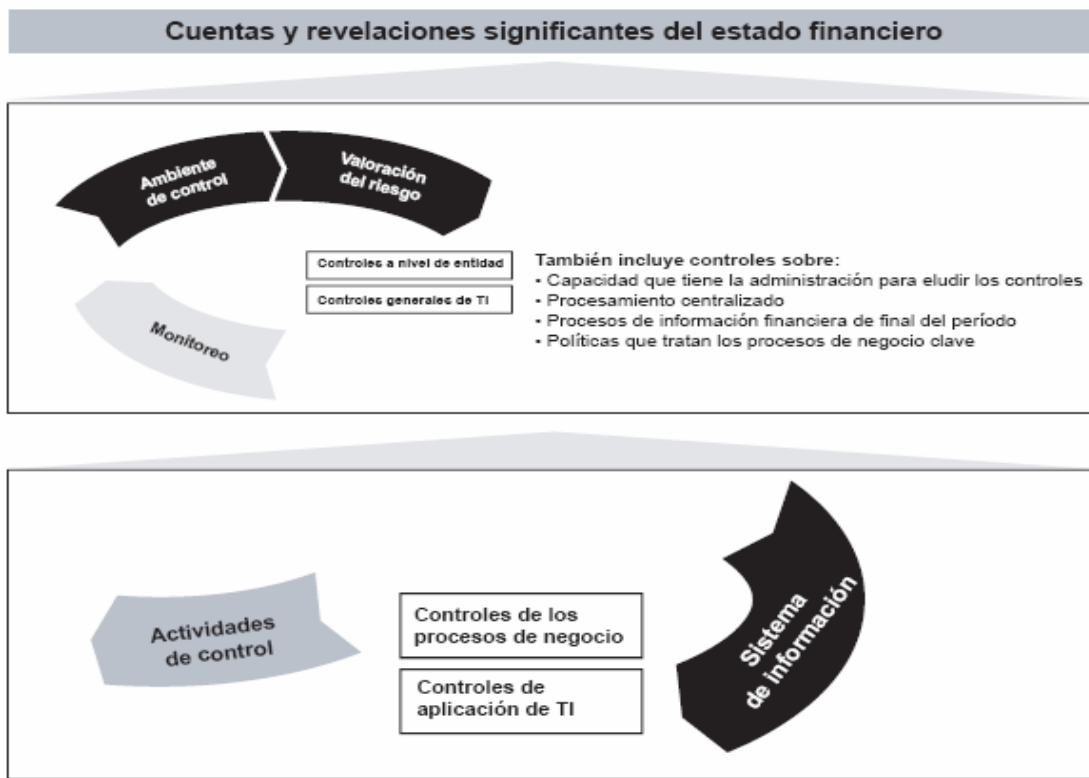 Cuentas y revelaciones significantes del estado financiero
Ambiente
de control
Valoración
del riesgo
Controles a nivel de entidad
Controles generales de TI
También incluye controles sobre:
- Capacidad que tiene la administración para eludir los controles
- Procesamiento centralizado
- Procesos de información financiera de final del período
- Políticas que tratan los procesos de negocio clave
Monitoreo
Actividades
de control
Controles de los
procesos de negocio
Controles de
aplicación de TI
Sistema
de información